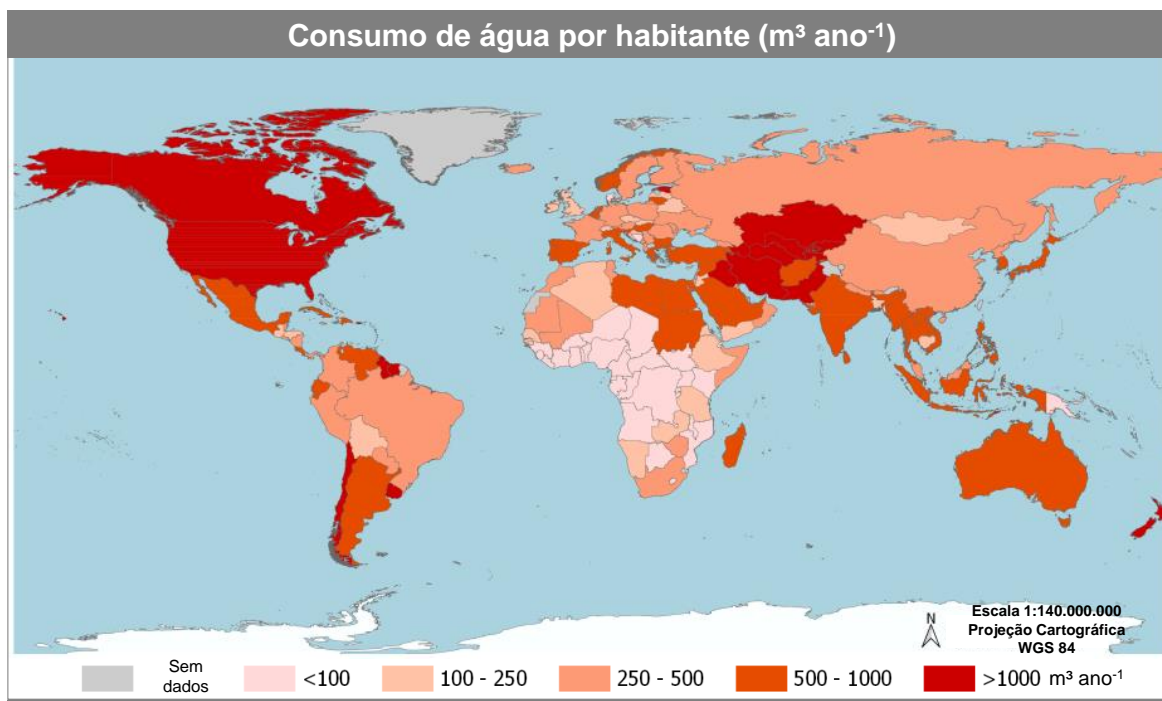 Consumo de água por habitante (m³ ano⁻¹)
N
Escala 1:140.000.000
Projeção Cartográfica
WGS 84
Sem dados
<100
100 - 250
250 - 500
500 - 1000
>1000 m³ ano⁻¹